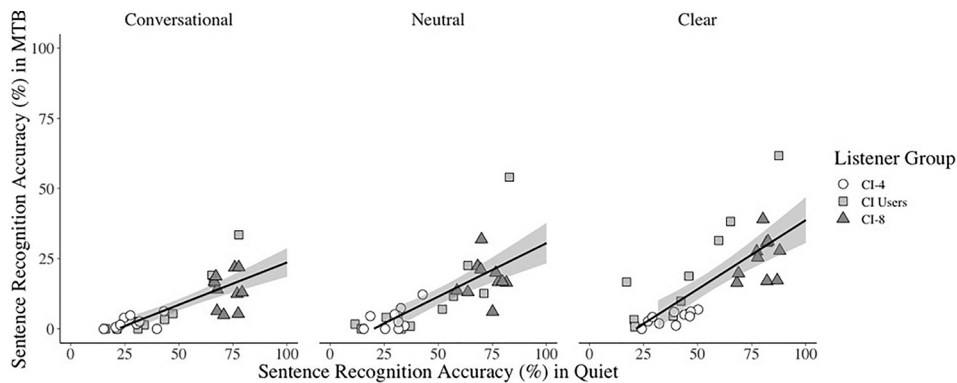 Conversational Neutral Clear
Sentence Recognition Accuracy (%) in MTB
100
75
50
25
0
0 25 50 75 100 0 25 50 75 100 0 25 50 75 100
Sentence Recognition Accuracy (%) in Quiet
Listener Group
CI-4
CI Users
CI-8